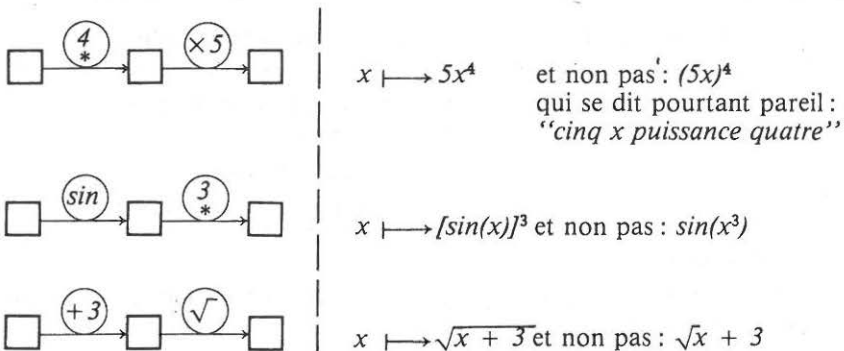 4 * ×5
x ⟼ 5x⁴ et non pas : (5x)⁴
qui se dit pourtant pareil :
“cinq x puissance quatre”
sin 3 *
x ⟼ [sin(x)]³ et non pas : sin(x³)
+3 √
x ⟼ √(x + 3) et non pas : √x + 3